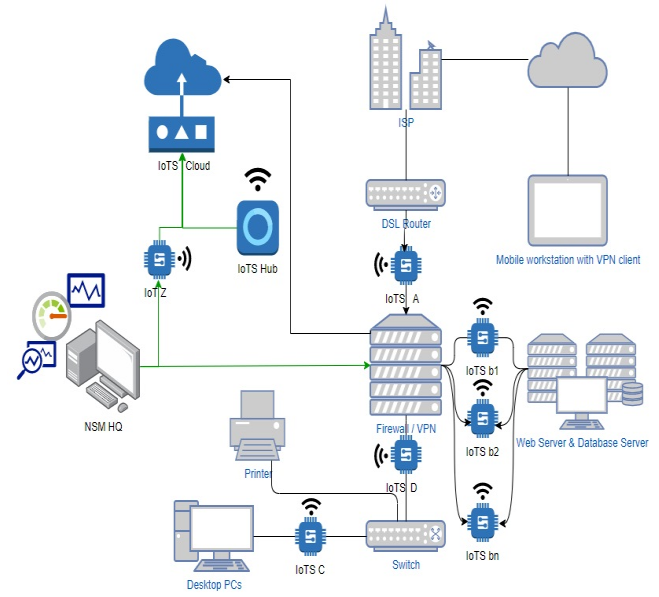 ISP
IoTS Cloud
DSL Router
IoTS Hub
Mobile workstation with VPN client
IoT Z
IoTS A
IoTS b1
NSM HQ
Firewall / VPN
Web Server & Database Server
IoTS b2
Printer
IoTS D
IoTS bn
Switch
IoTS C
Desktop PCs